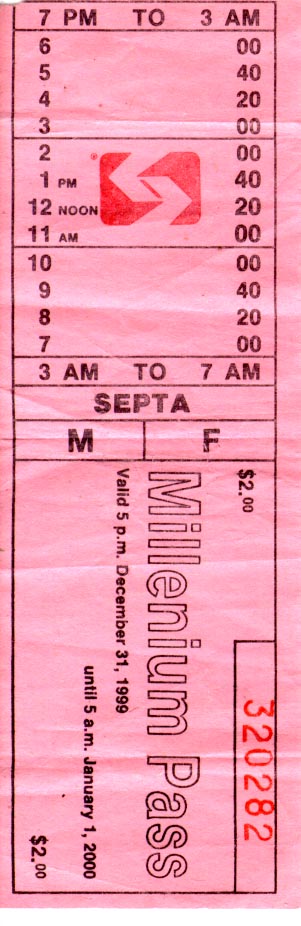 7 PM TO 3 AM
6 00
5 40
4 20
3 00
2 00
1 PM 40
12 NOON 20
11 AM 00
10 00
9 40
8 20
7 00
3 AM TO 7 AM
SEPTA
M F
$2.00
Millenium Pass
Valid 5 p.m. December 31, 1999
until 5 a.m. January 1, 2000
$2.00
320282